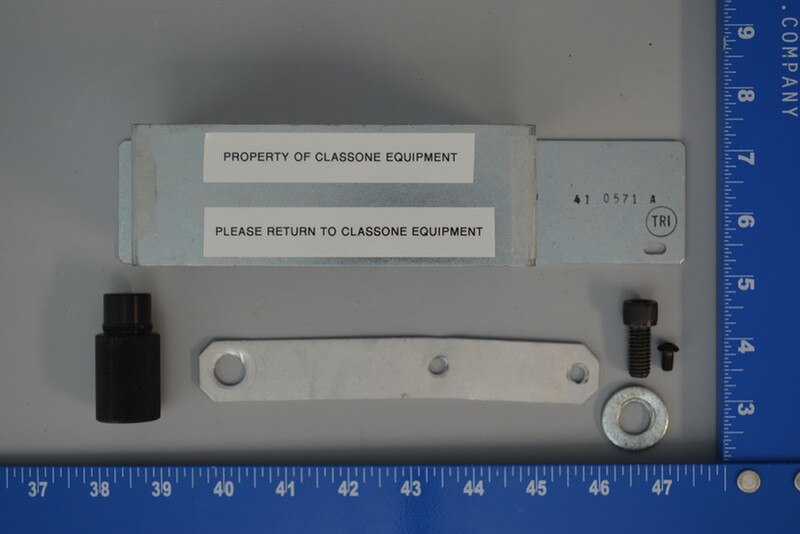 PROPERTY OF CLASSONE EQUIPMENT
PLEASE RETURN TO CLASSONE EQUIPMENT
41 0571 A
TRI
.COMPANY
9
8
7
6
5
4
3
37 38 39 40 41 42 43 44 45 46 47